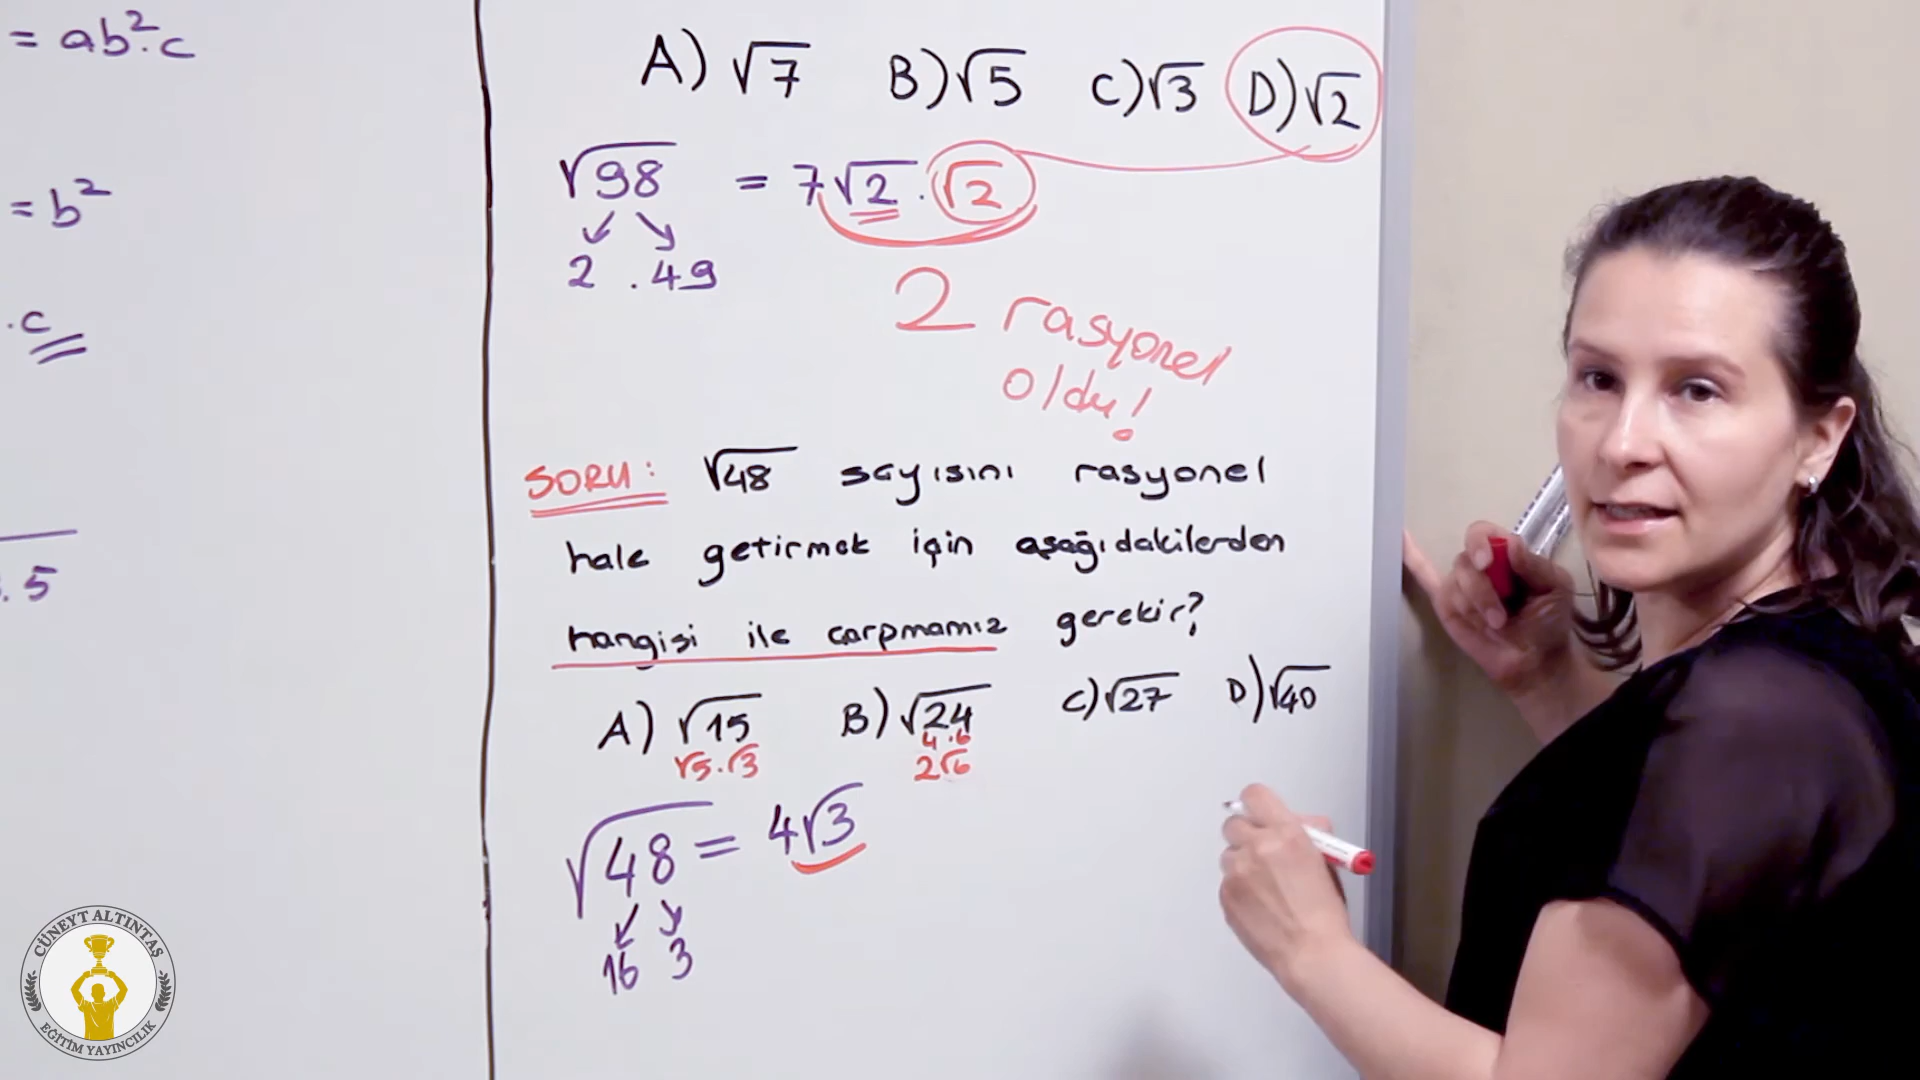 = ab².c
= b²
.c
. 5
A) √7 B) √5 C) √3 D) √2
√98 = 7√2 . √2
2 . 49
2 rasyonel
oldu!
SORU: √48 sayısını rasyonel
hale getirmek için aşağıdakilerden
hangisi ile çarpmamız gerekir?
A) √15 B) √24 C) √27 D) √40
√5.√3 4.6
2√6
√48 = 4√3
16 3
CÜNEYT ALTINTAŞ
EĞİTİM YAYINCILIK